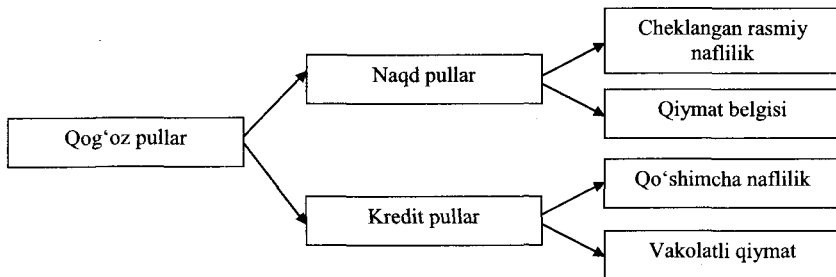 Qog‘oz pullar
Naqd pullar
Cheklangan rasmiy
naflilik
Qiymat belgisi
Kredit pullar
Qo‘shimcha naflilik
Vakolatli qiymat